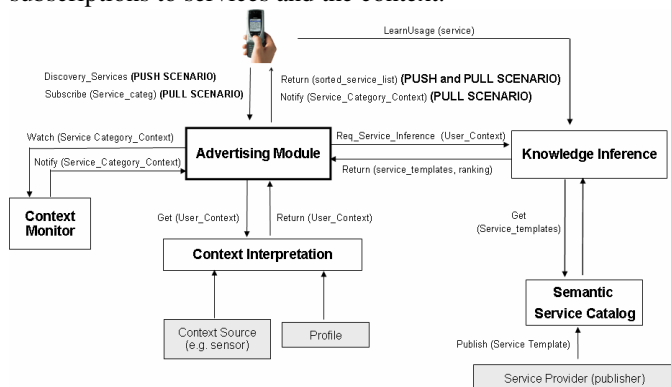 subscriptions to services and the context.
LearnUsage (service)
Discovery_Services (PUSH SCENARIO)
Subscribe (Service_categ) (PULL SCENARIO)
Return (sorted_service_list) (PUSH and PULL SCENARIO)
Notify (Service_Category_Context) (PULL SCENARIO)
Watch (Service Category_Context)
Notify (Service_Category_Context)
Advertising Module
Req_Service_Inference (User_Context)
Return (service_templates, ranking)
Knowledge Inference
Context
Monitor
Get (User_Context)
Return (User_Context)
Get
(Service_templates)
Context Interpretation
Semantic
Service Catalog
Context Source
(e.g. sensor)
Profile
Publish (Service Template)
Service Provider (publisher)